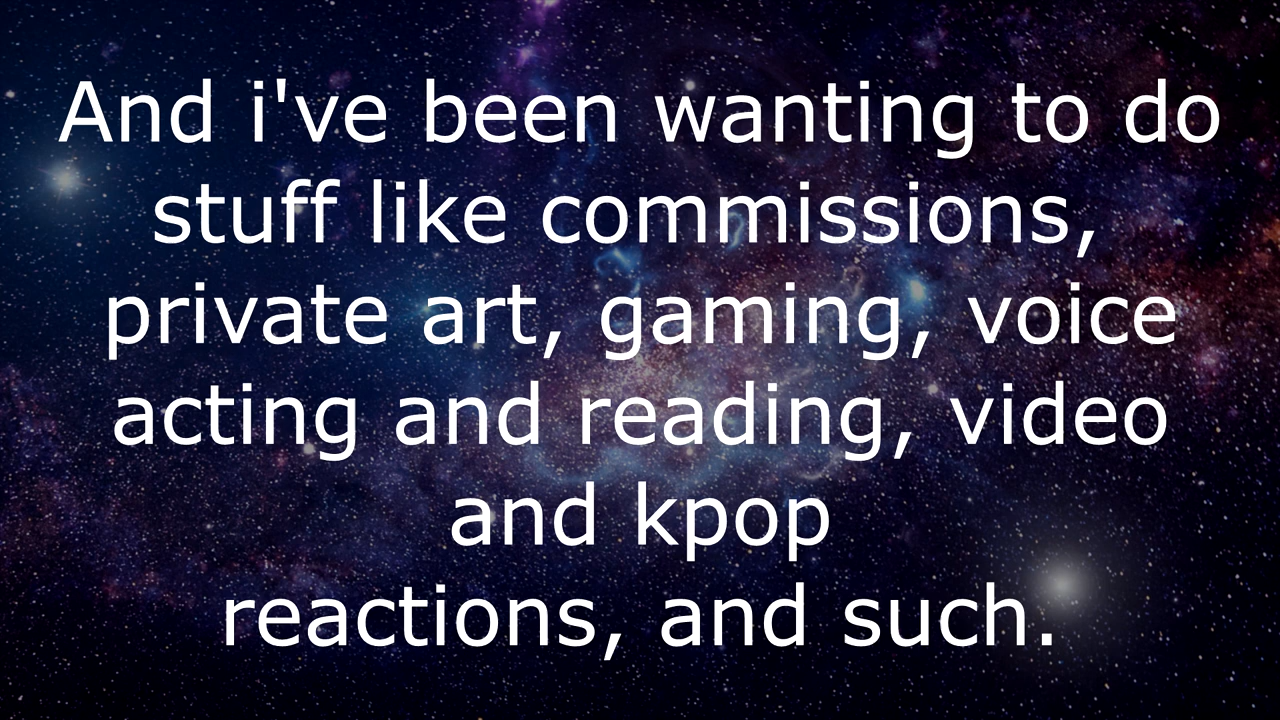 And i've been wanting to do
stuff like commissions,
private art, gaming, voice
acting and reading, video
and kpop
reactions, and such.